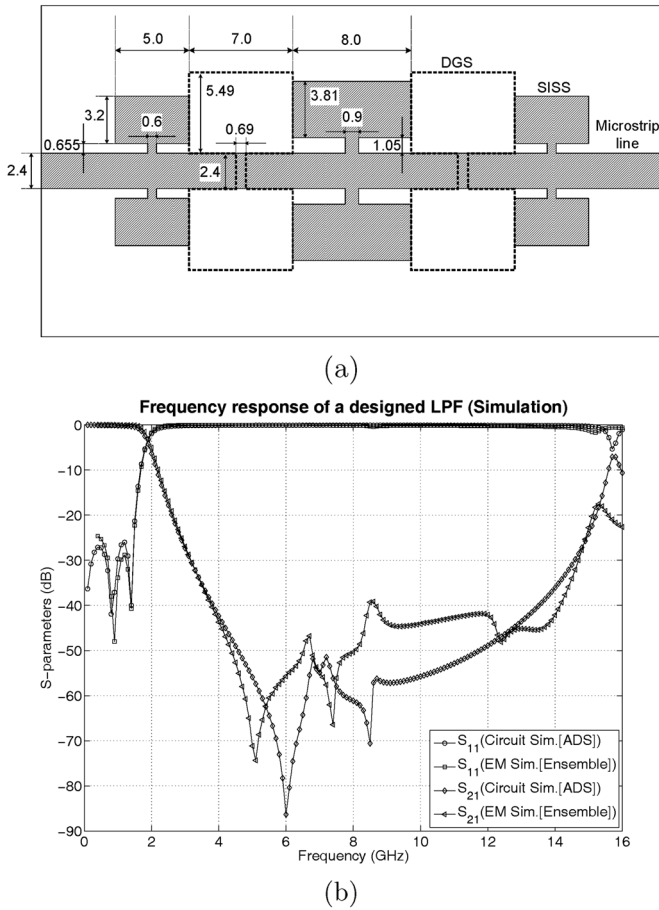 5.0 7.0 8.0
DGS
5.49
SISS
3.2 0.6 3.81 0.9
0.69 Microstrip
0.655 1.05 line
2.4 2.4
(a)
Frequency response of a designed LPF (Simulation)
0
-10
-20
-30
-40
-50
-60
-70
-80
-90
S-parameters (dB)
S11(Circuit Sim.[ADS])
S11(EM Sim.[Ensemble])
S21(Circuit Sim.[ADS])
S21(EM Sim.[Ensemble])
0 2 4 6 8 10 12 14 16
Frequency (GHz)
(b)